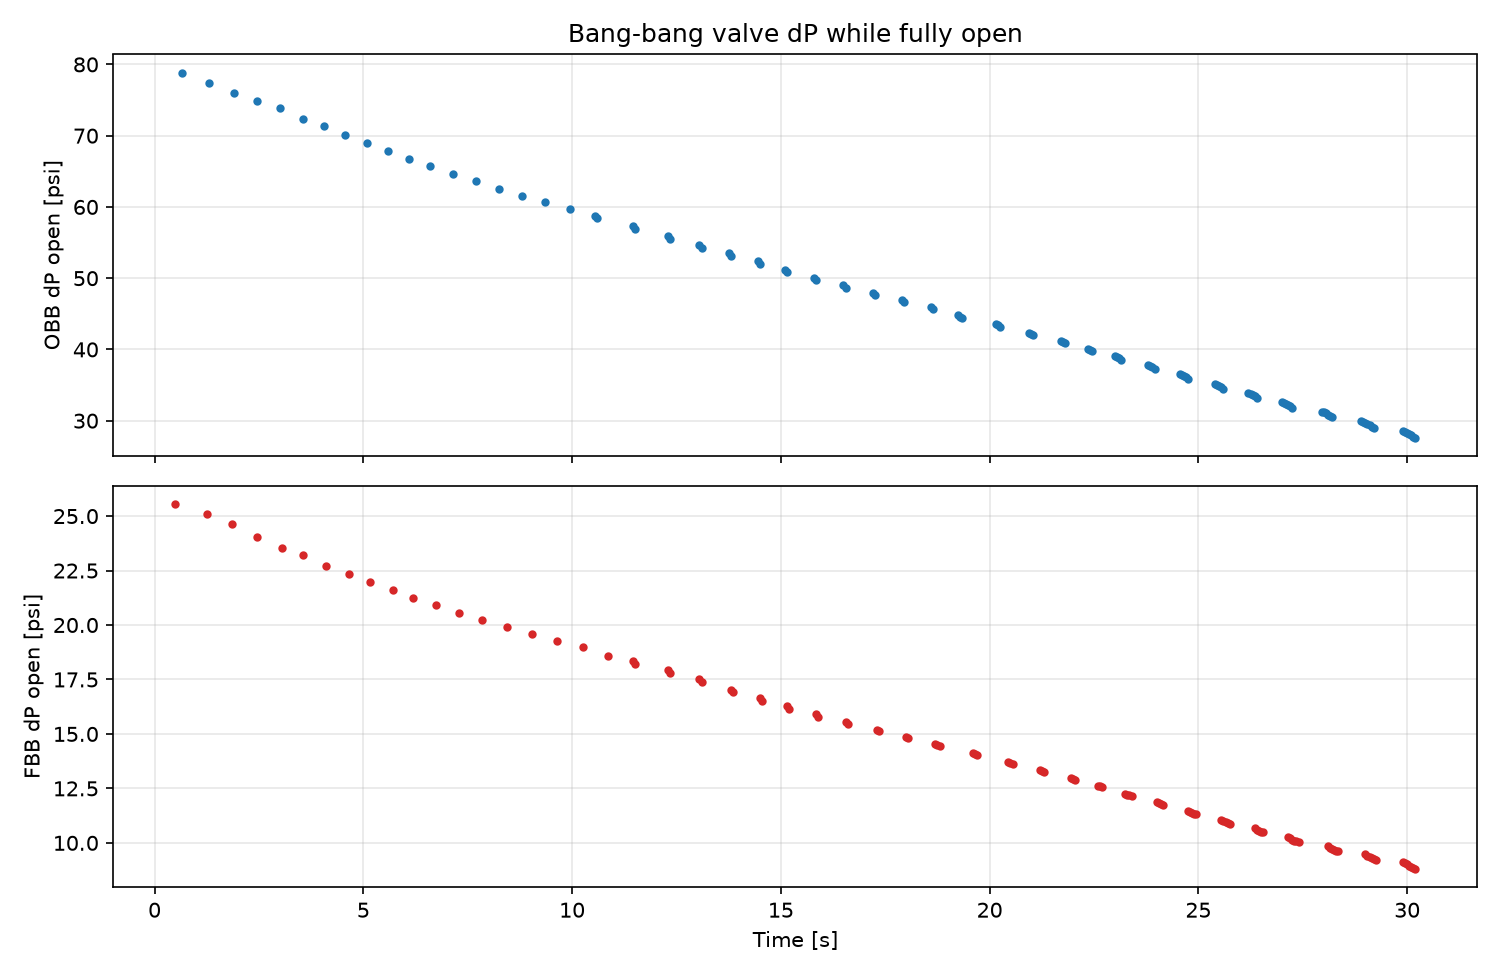 Bang-bang valve dP while fully open
OBB dP open [psi]
80
70
60
50
40
30
FBB dP open [psi]
25.0
22.5
20.0
17.5
15.0
12.5
10.0
0 5 10 15 20 25 30
Time [s]